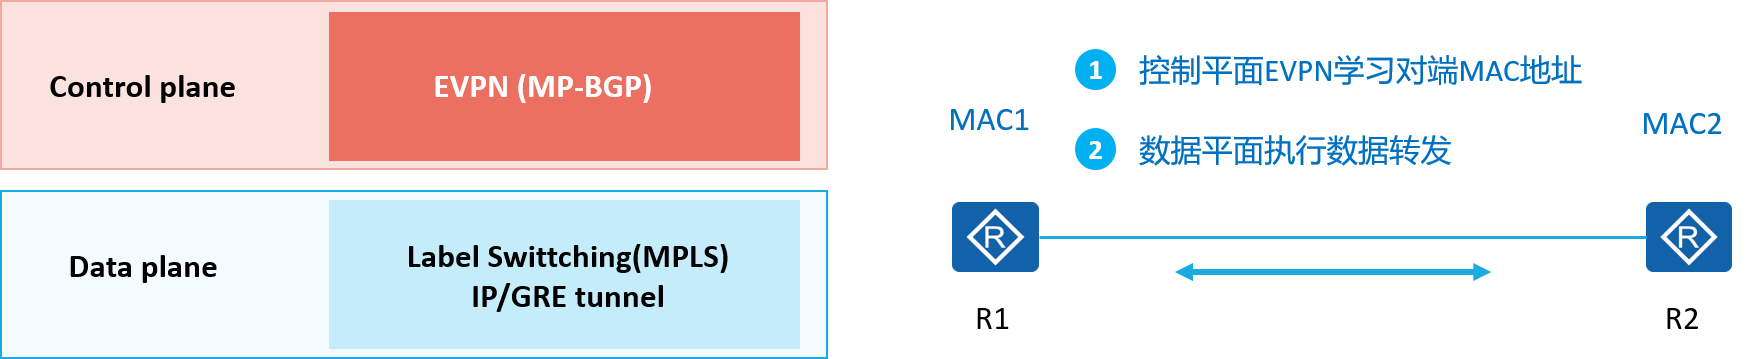 Control plane
EVPN (MP-BGP)
Data plane
Label Swittching(MPLS)
IP/GRE tunnel
1 控制平面EVPN学习对端MAC地址
MAC1
MAC2
2 数据平面执行数据转发
R
R
R1
R2